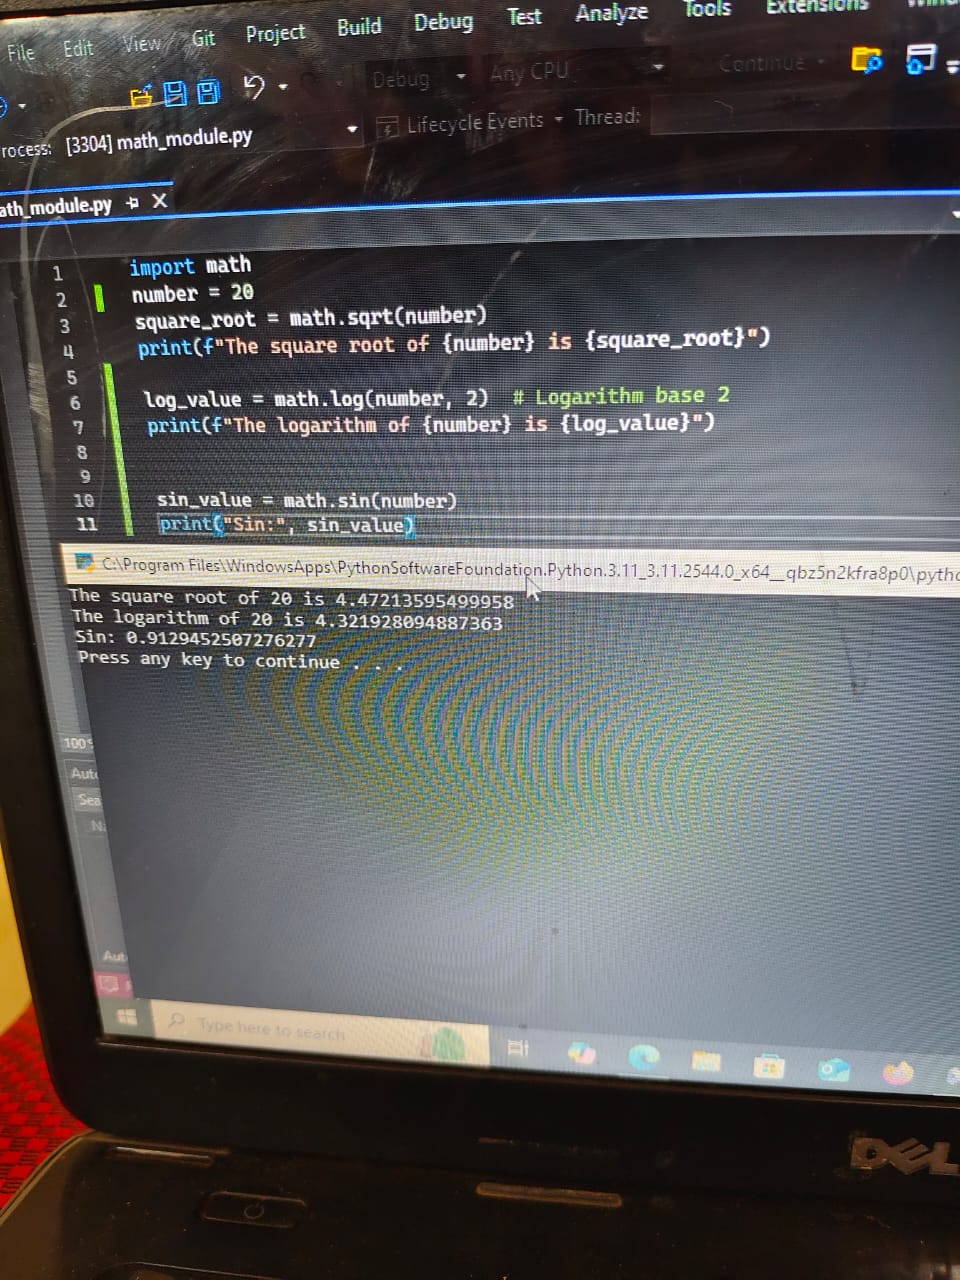 File Edit View Git Project Build Debug Test Analyze Tools Extensions
Debug Any CPU Continue
rocess: [3304] math_module.py Lifecycle Events Thread:
ath_module.py
1 import math
2 number = 20
3 square_root = math.sqrt(number)
4 print(f"The square root of {number} is {square_root}")
5
6 log_value = math.log(number, 2) # Logarithm base 2
7 print(f"The logarithm of {number} is {log_value}")
8
9
10 sin_value = math.sin(number)
11 print("Sin:", sin_value)
C:\Program Files\WindowsApps\PythonSoftwareFoundation.Python.3.11_3.11.2544.0_x64__qbz5n2kfra8p0\pytho
The square root of 20 is 4.47213595499958
The logarithm of 20 is 4.321928094887363
Sin: 0.9129452507276277
Press any key to continue . . .
100%
Auto
Sea
Na
Aut
Type here to search
DELL